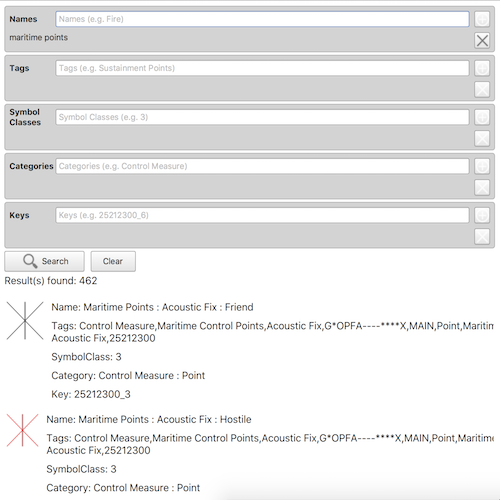 Names Names (e.g. Fire)
maritime points
Tags Tags (e.g. Sustainment Points)
Symbol Classes Symbol Classes (e.g. 3)
Categories Categories (e.g. Control Measure)
Keys Keys (e.g. 25212300_6)
Search Clear
Result(s) found: 462
Name: Maritime Points : Acoustic Fix : Friend
Tags: Control Measure,Maritime Control Points,Acoustic Fix,G*OPFA----****X,MAIN,Point,Maritim
Acoustic Fix,25212300
SymbolClass: 3
Category: Control Measure : Point
Key: 25212300_3
Name: Maritime Points : Acoustic Fix : Hostile
Tags: Control Measure,Maritime Control Points,Acoustic Fix,G*OPFA----****X,MAIN,Point,Maritime
Acoustic Fix,25212300
SymbolClass: 3
Category: Control Measure : Point